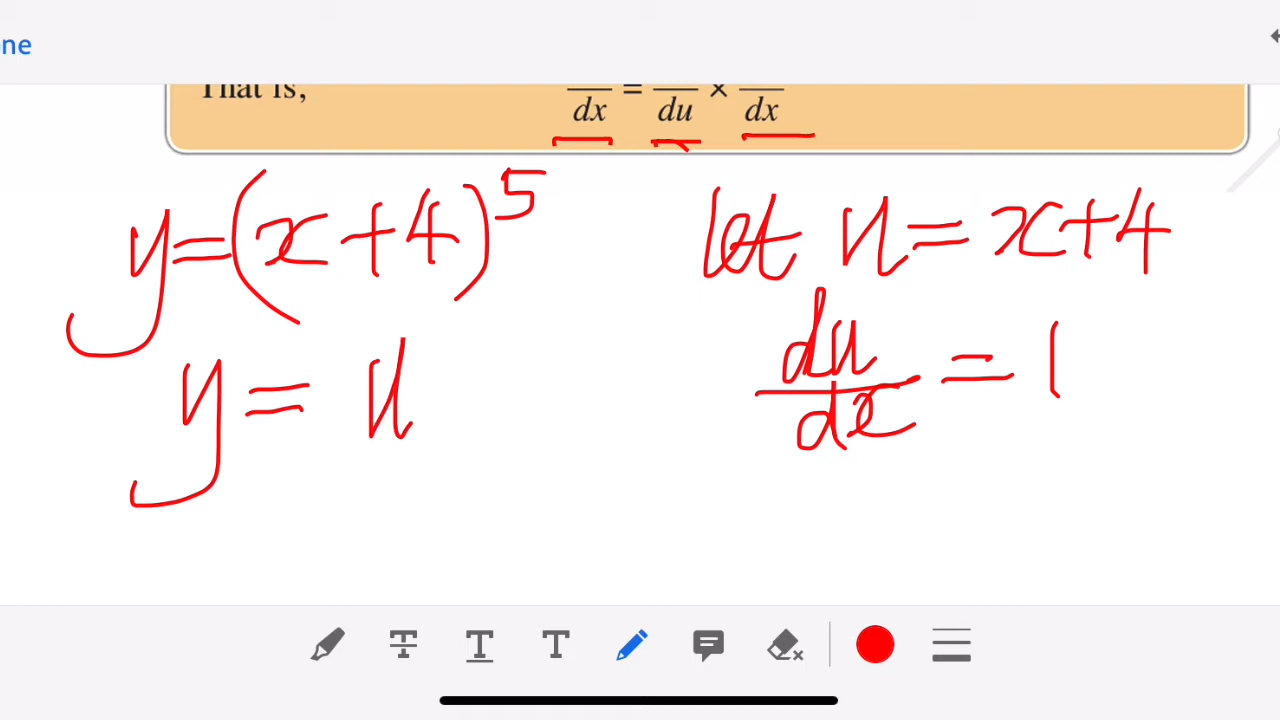 ne
That is, dx = du × dx
y=(x+4)^5
let u=x+4
y= u
du/dx = 1